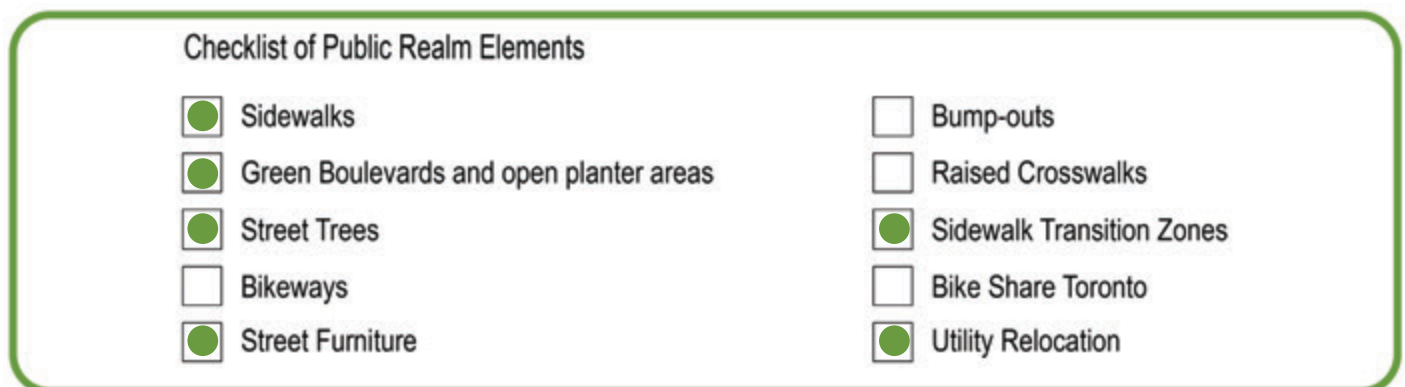 Checklist of Public Realm Elements
Sidewalks
Green Boulevards and open planter areas
Street Trees
Bikeways
Street Furniture
Bump-outs
Raised Crosswalks
Sidewalk Transition Zones
Bike Share Toronto
Utility Relocation